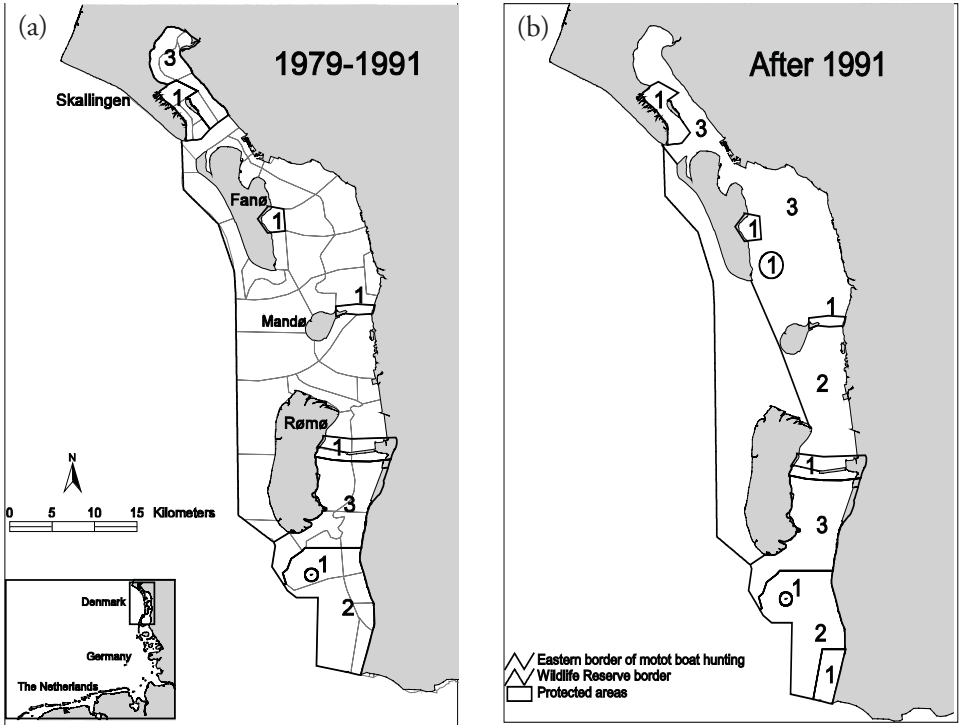 (a)
1979-1991
3
Skallingen
1
Fanø
1
1
Mandø
Rømø
1
N
0 5 10 15 Kilometers
3
1
2
Denmark
Germany
The Netherlands
(b)
After 1991
1
3
3
1
1
1
2
1
3
1
2
1
Eastern border of motot boat hunting
Wildlife Reserve border
Protected areas